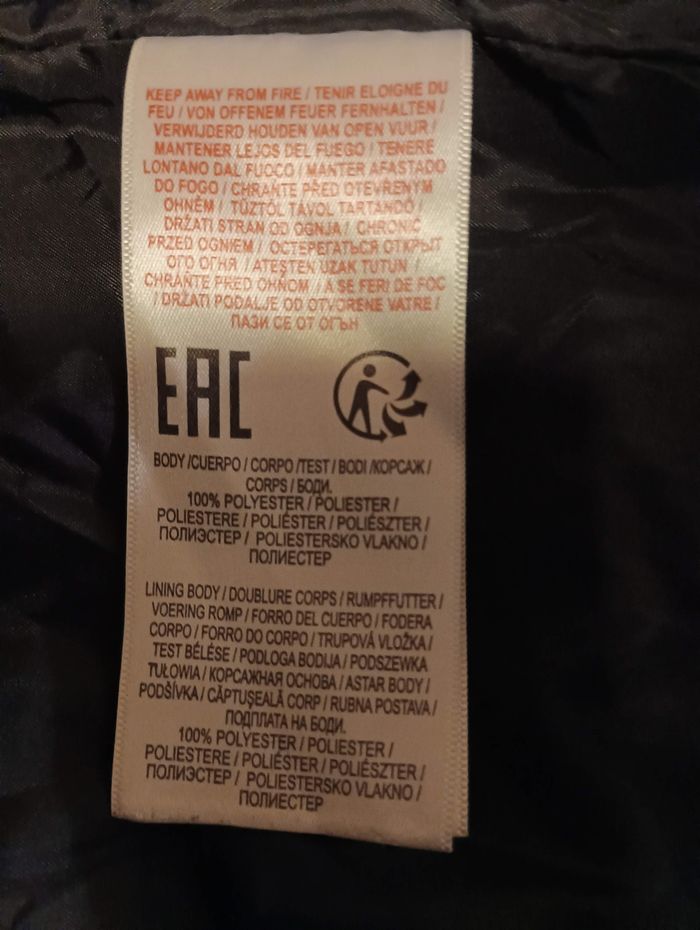 KEEP AWAY FROM FIRE / TENIR ELOIGNE DU
FEU / VON OFFENEM FEUER FERNHALTEN /
VERWIJDERD HOUDEN VAN OPEN VUUR /
MANTENER LEJOS DEL FUEGO / TENERE
LONTANO DAL FUOCO / MANTER AFASTADO
DO FOGO / CHRAŇTE PŘED OTEVŘENÝM
OHNĚM / TŰZTŐL TÁVOL TARTANDÓ /
DRŽATI STRAN OD OGNJA / CHRONIĆ
PRZED OGNIEM / ОСТЕРЕГАТЬСЯ ОТКРЫТ
ОГО ОГНЯ / ATEŞTEN UZAK TUTUN /
CHRÁŇTE PRED OHŇOM / A SE FERI DE FOC
/ DRŽATI PODALJE OD OTVORENE VATRE /
ПАЗИ СЕ ОТ ОГЪН
EAC
BODY /CUERPO / CORPO /TEST / BODI /КОРСАЖ /
CORPS / БОДИ.
100% POLYESTER / POLIESTER /
POLIESTERE / POLIÉSTER / POLIÉSZTER /
ПОЛИЭСТЕР / POLIESTERSKO VLAKNO /
ПОЛИЕСТЕР
LINING BODY / DOUBLURE CORPS / RUMPFFUTTER /
VOERING ROMP / FORRO DEL CUERPO / FODERA
CORPO / FORRO DO CORPO / TRUPOVÁ VLOŽKA /
TEST BÉLÉSE / PODLOGA BODIJA / PODSZEWKA
TUŁOWIA / КОРСАЖНАЯ ОСНОВА / ASTAR BODY /
PODŠÍVKA / CĂPTUŞEALĂ CORP / RUBNA POSTAVA /
ПОДПЛАТА НА БОДИ.
100% POLYESTER / POLIESTER /
POLIESTERE / POLIÉSTER / POLIÉSZTER /
ПОЛИЭСТЕР / POLIESTERSKO VLAKNO /
ПОЛИЕСТЕР